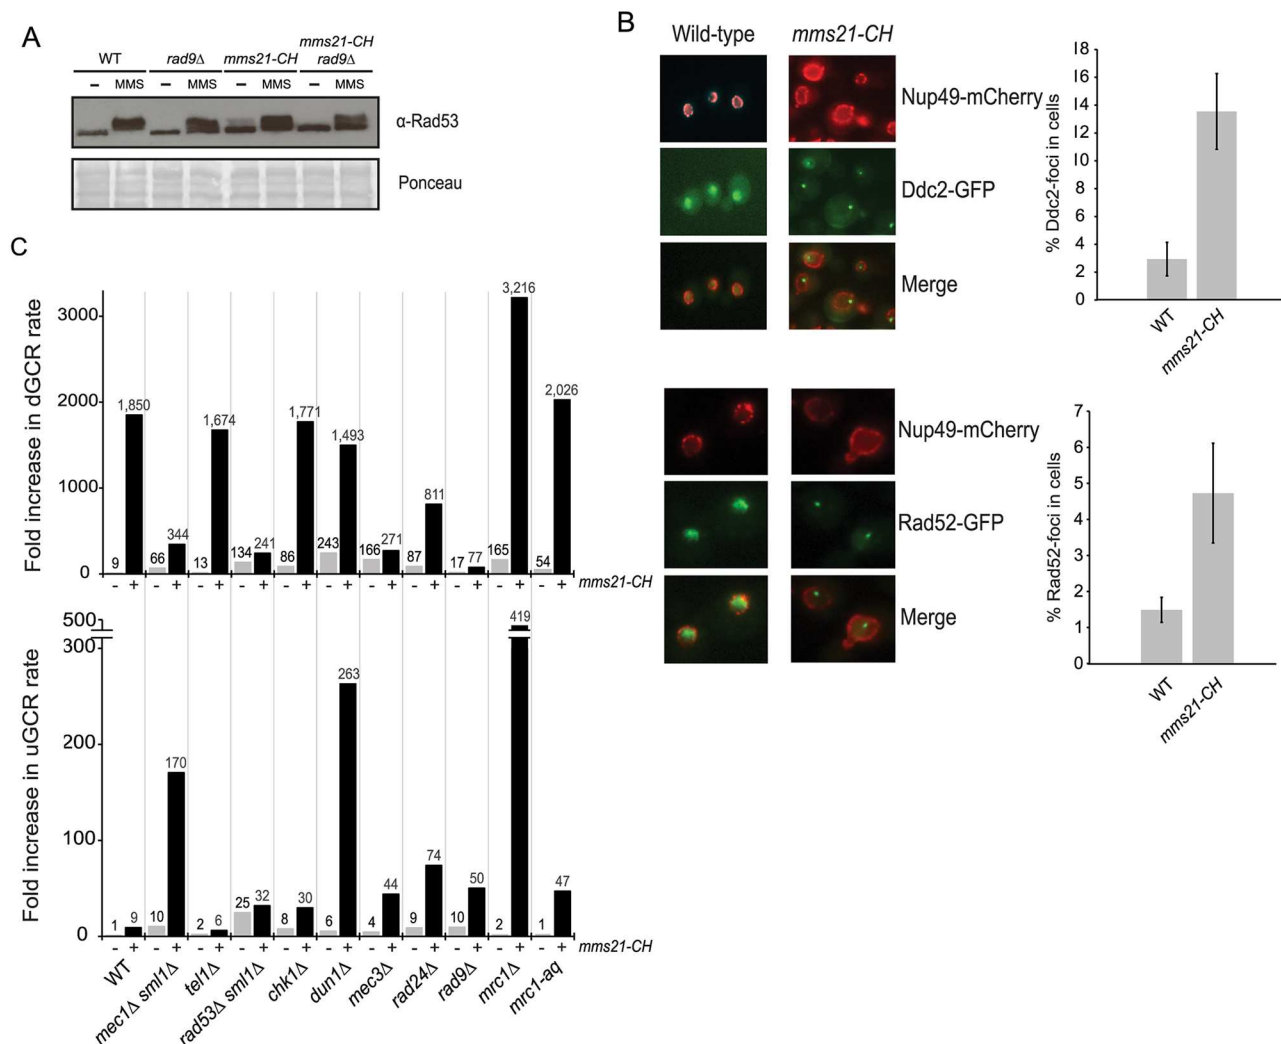 A
WT rad9Δ mms21-CH mms21-CH rad9Δ
– MMS – MMS – MMS – MMS
α-Rad53
Ponceau
B
Wild-type mms21-CH
Nup49-mCherry
Ddc2-GFP
Merge
% Ddc2-foci in cells
18
16
14
12
10
8
6
4
2
0
WT mms21-CH
Nup49-mCherry
Rad52-GFP
Merge
% Rad52-foci in cells
7
6
5
4
3
2
1
0
WT mms21-CH
C
Fold increase in dGCR rate
3000
2000
1000
0
9 1,850 66 344 13 1,674 134 241 86 1,771 243 1,493 166 271 87 811 17 77 165 3,216 54 2,026
- + - + - + - + - + - + - + - + - + - + - + mms21-CH
Fold increase in uGCR rate
500
300
200
100
0
1 9 10 170 2 6 25 32 8 30 6 263 4 44 9 74 10 50 2 419 1 47
- + - + - + - + - + - + - + - + - + - + - + mms21-CH
WT mec1Δ sml1Δ tel1Δ rad53Δ sml1Δ chk1Δ dun1Δ mec3Δ rad24Δ rad9Δ mrc1Δ mrc1-aq